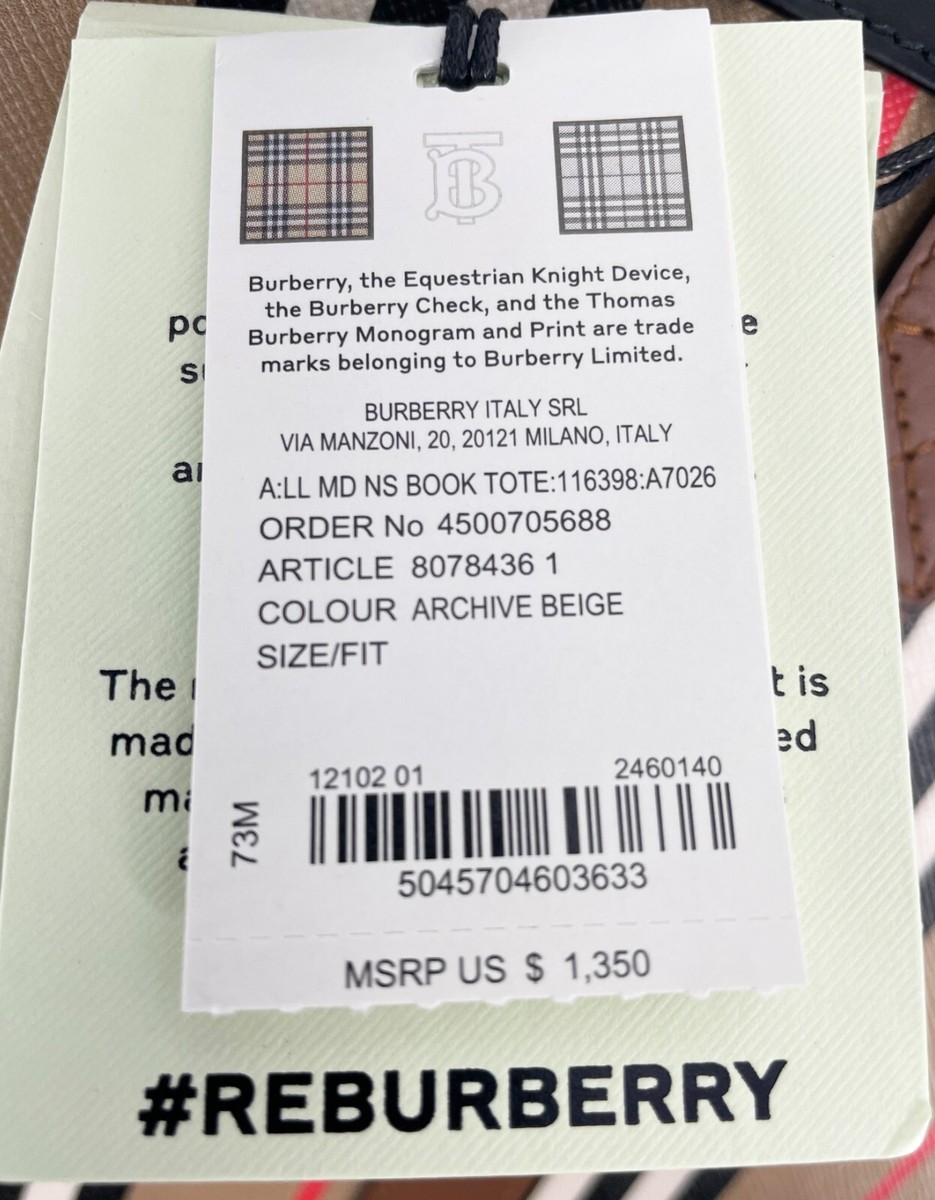 Burberry, the Equestrian Knight Device,
the Burberry Check, and the Thomas
Burberry Monogram and Print are trade
marks belonging to Burberry Limited.
BURBERRY ITALY SRL
VIA MANZONI, 20, 20121 MILANO, ITALY
A:LL MD NS BOOK TOTE:116398:A7026
ORDER No 4500705688
ARTICLE 8078436 1
COLOUR ARCHIVE BEIGE
SIZE/FIT
12102 01 2460140
73M
5045704603633
MSRP US $ 1,350
The
t is
#REBURBERRY